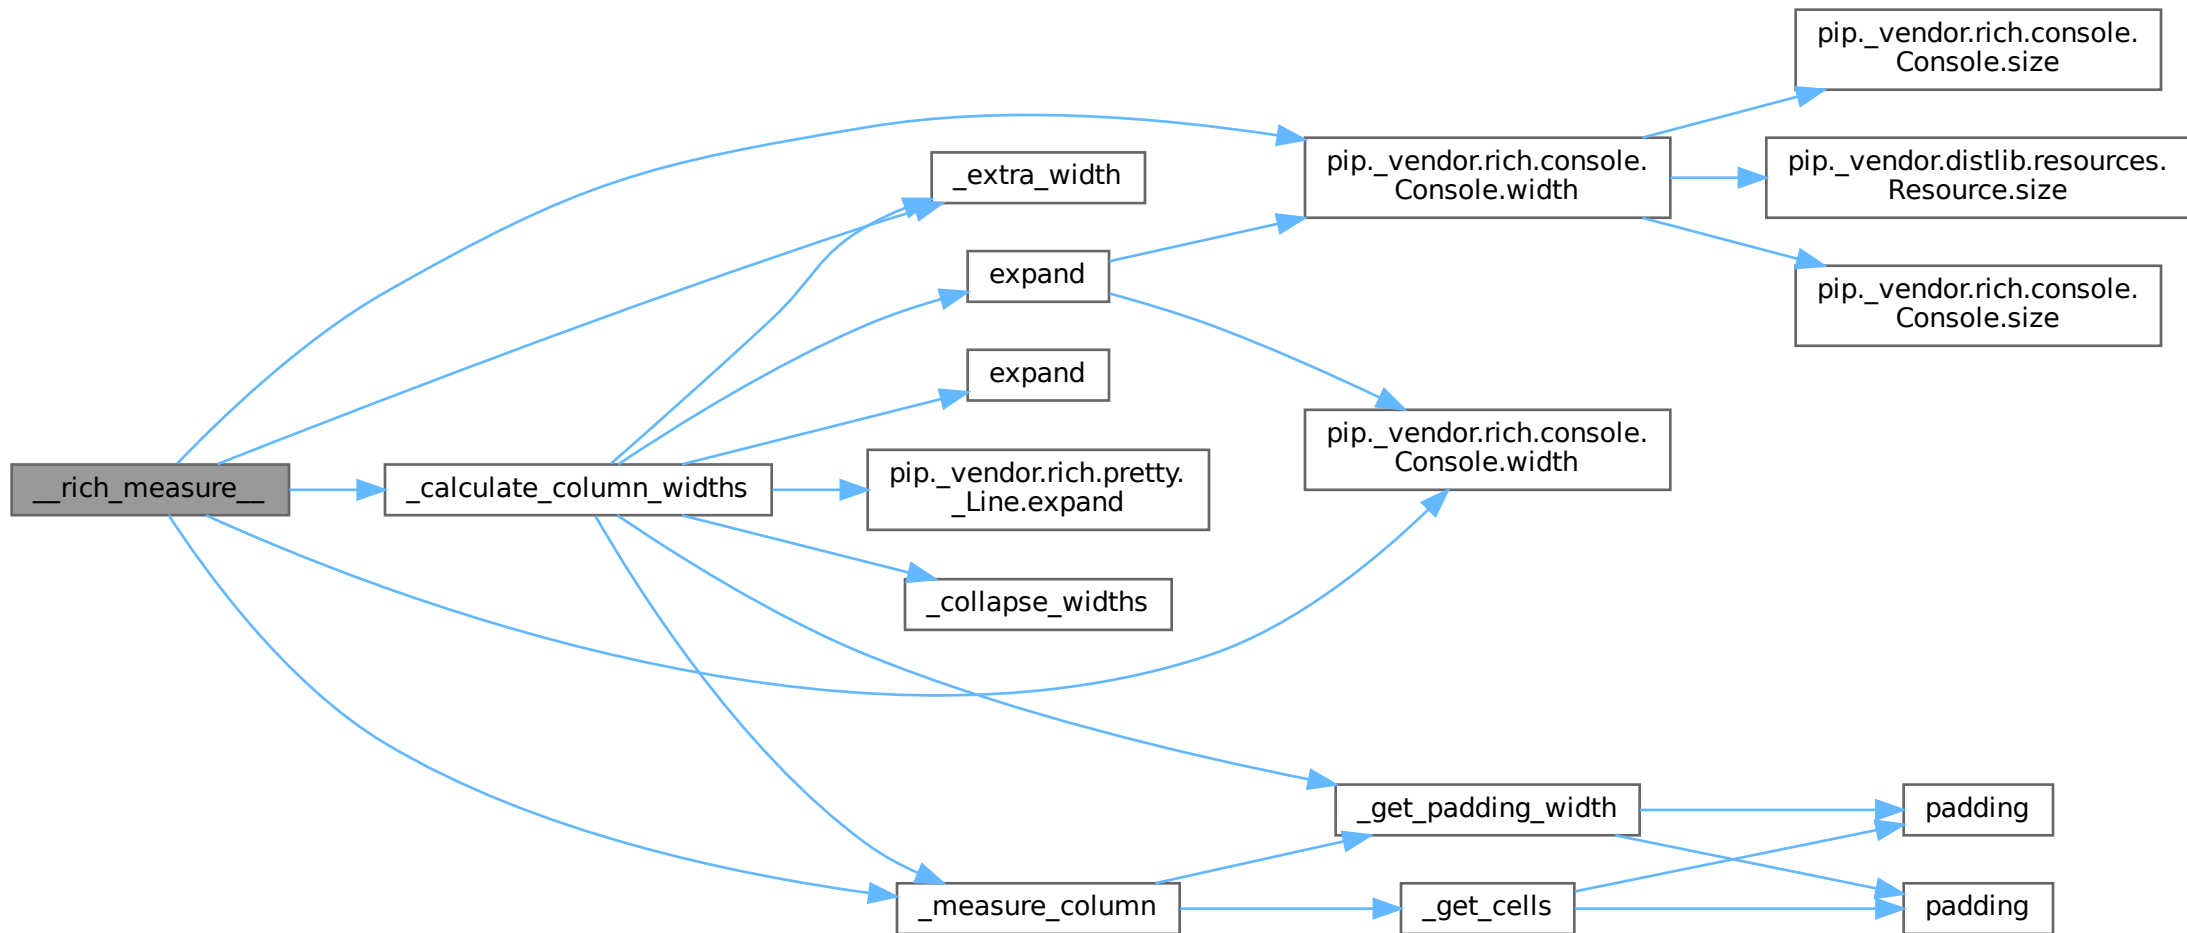 __rich_measure__
_calculate_column_widths
_extra_width
expand
expand
pip._vendor.rich.pretty.
_Line.expand
_collapse_widths
_measure_column
pip._vendor.rich.console.
Console.width
pip._vendor.rich.console.
Console.width
_get_padding_width
_get_cells
pip._vendor.rich.console.
Console.size
pip._vendor.distlib.resources.
Resource.size
pip._vendor.rich.console.
Console.size
padding
padding